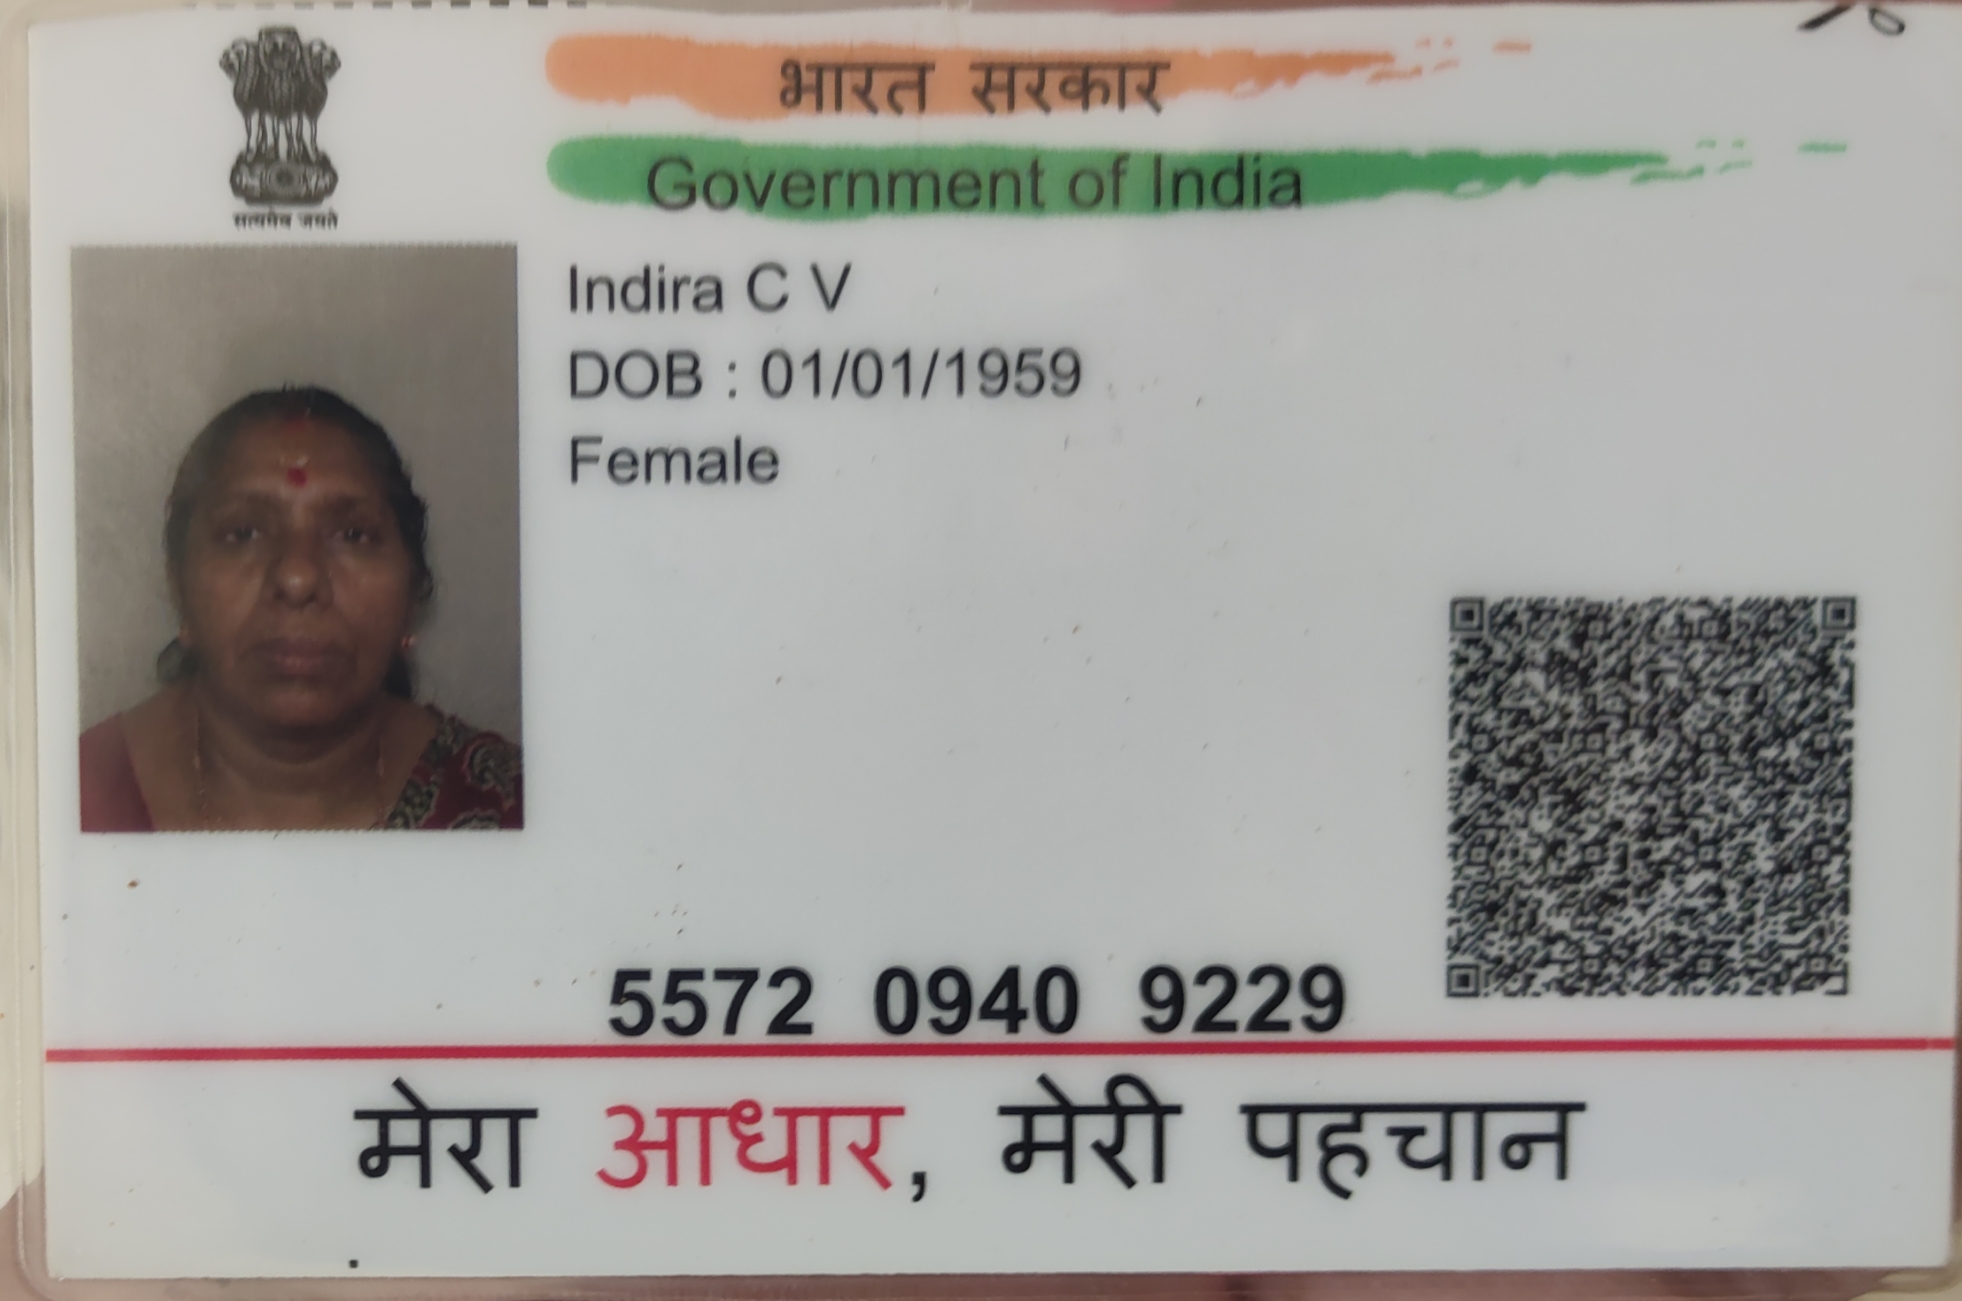 भारत सरकार
Government of India
सत्यमेव जयते
Indira C V
DOB : 01/01/1959
Female
5572 0940 9229
मेरा आधार, मेरी पहचान